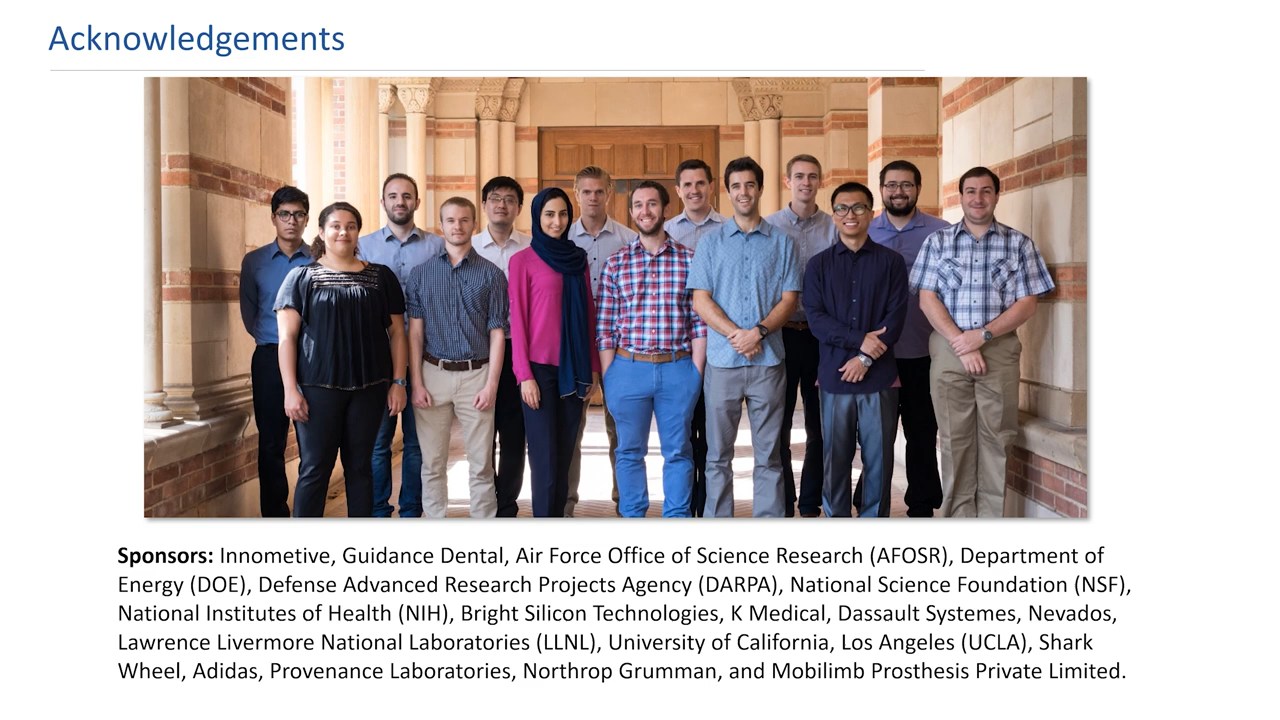 Acknowledgements
Sponsors: Innometive, Guidance Dental, Air Force Office of Science Research (AFOSR), Department of
Energy (DOE), Defense Advanced Research Projects Agency (DARPA), National Science Foundation (NSF),
National Institutes of Health (NIH), Bright Silicon Technologies, K Medical, Dassault Systemes, Nevados,
Lawrence Livermore National Laboratories (LLNL), University of California, Los Angeles (UCLA), Shark
Wheel, Adidas, Provenance Laboratories, Northrop Grumman, and Mobilimb Prosthesis Private Limited.